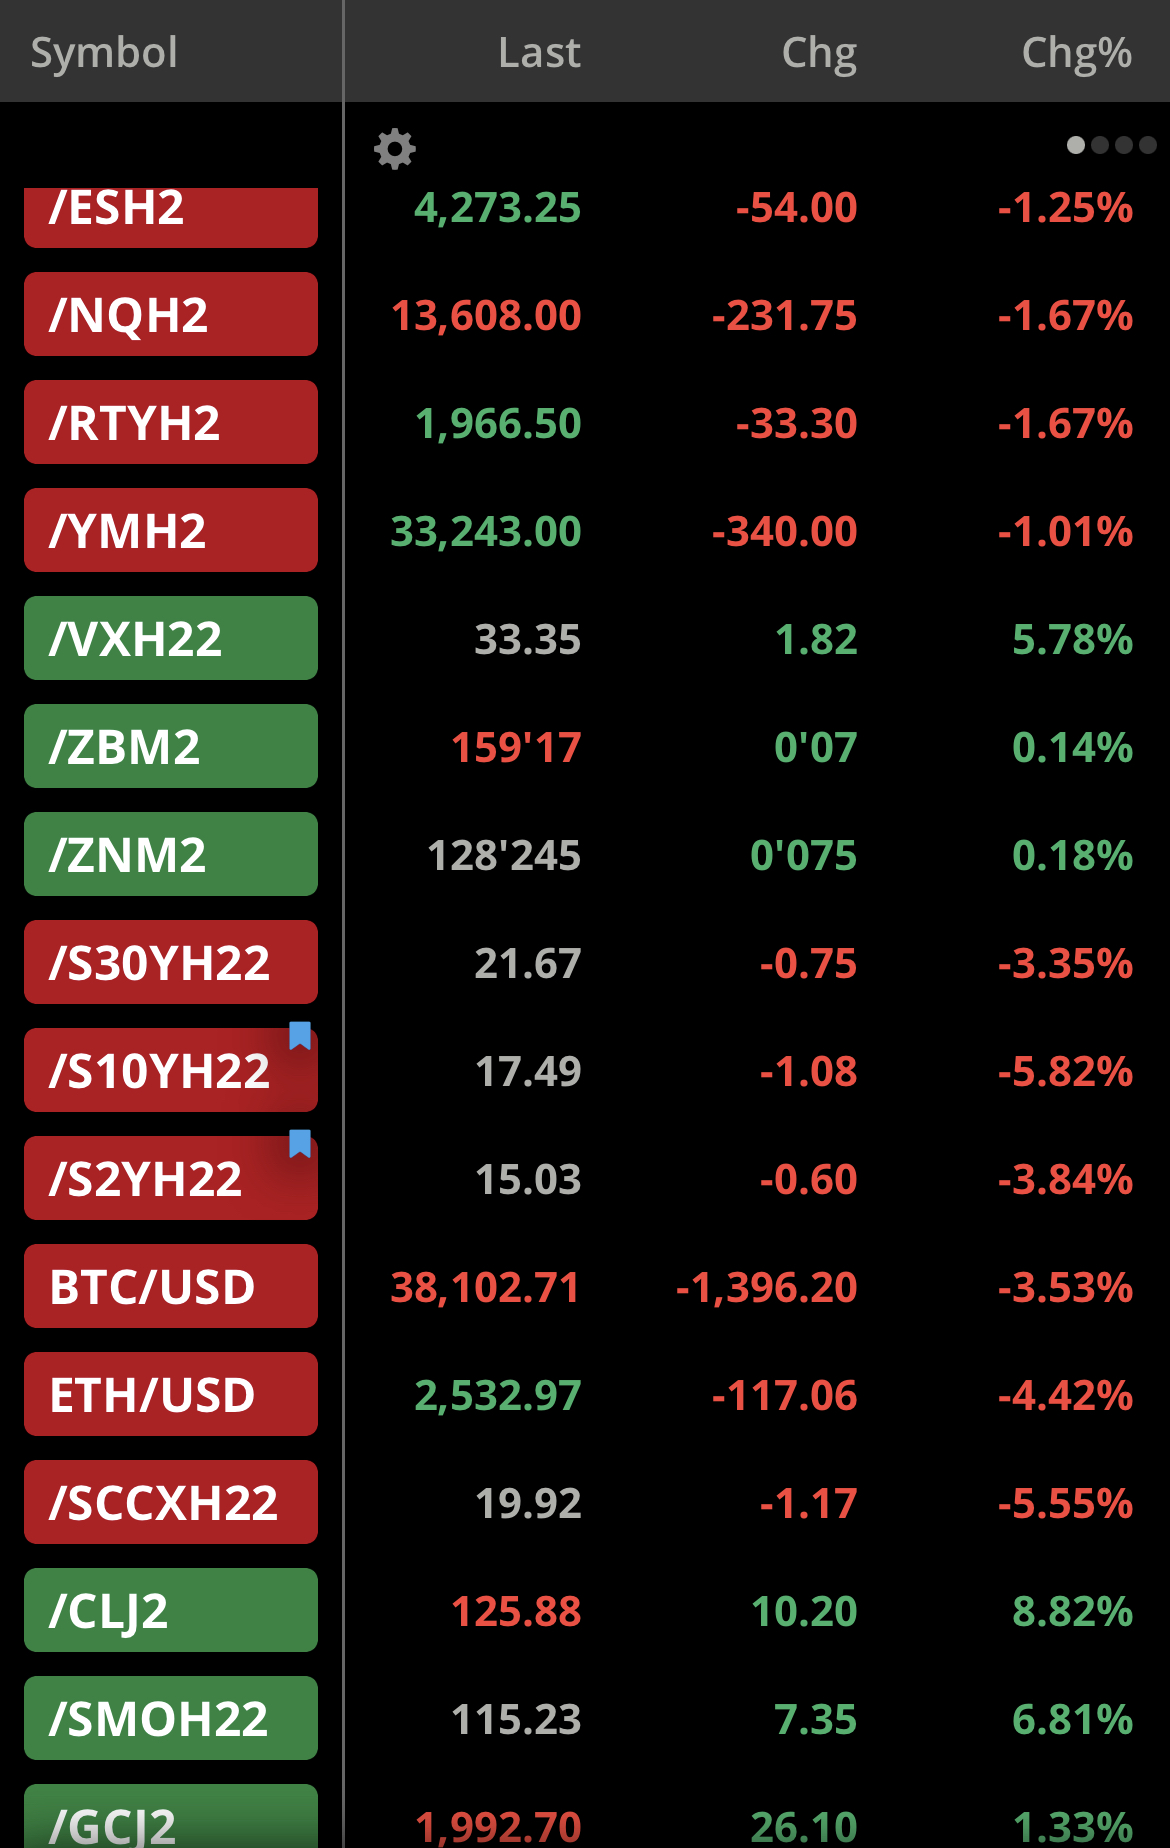 Symbol Last Chg Chg%
/ESH2 4,273.25 -54.00 -1.25%
/NQH2 13,608.00 -231.75 -1.67%
/RTYH2 1,966.50 -33.30 -1.67%
/YMH2 33,243.00 -340.00 -1.01%
/VXH22 33.35 1.82 5.78%
/ZBM2 159'17 0'07 0.14%
/ZNM2 128'245 0'075 0.18%
/S30YH22 21.67 -0.75 -3.35%
/S10YH22 17.49 -1.08 -5.82%
/S2YH22 15.03 -0.60 -3.84%
BTC/USD 38,102.71 -1,396.20 -3.53%
ETH/USD 2,532.97 -117.06 -4.42%
/SCCXH22 19.92 -1.17 -5.55%
/CLJ2 125.88 10.20 8.82%
/SMOH22 115.23 7.35 6.81%
/GCJ2 1,992.70 26.10 1.33%